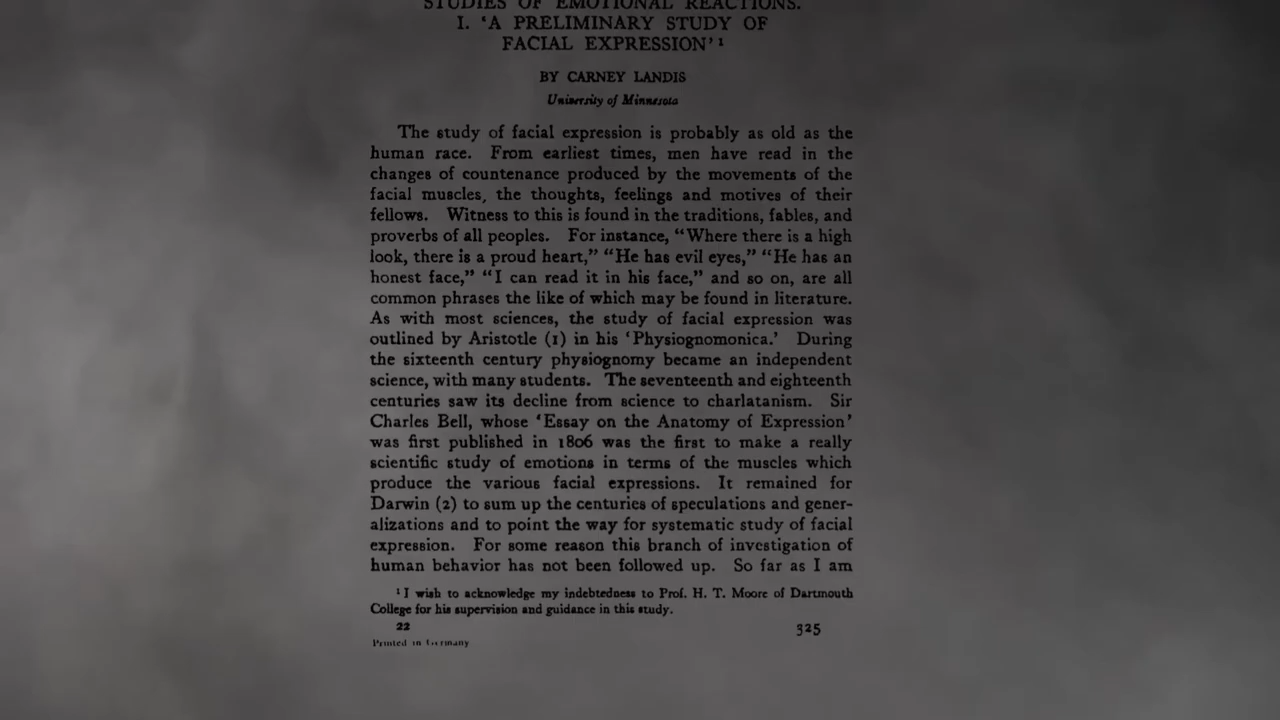 STUDIES OF EMOTIONAL REACTIONS.
I. ‘A PRELIMINARY STUDY OF
FACIAL EXPRESSION’ ¹
BY CARNEY LANDIS
University of Minnesota
The study of facial expression is probably as old as the
human race. From earliest times, men have read in the
changes of countenance produced by the movements of the
facial muscles, the thoughts, feelings and motives of their
fellows. Witness to this is found in the traditions, fables, and
proverbs of all peoples. For instance, “Where there is a high
look, there is a proud heart,” “He has evil eyes,” “He has an
honest face,” “I can read it in his face,” and so on, are all
common phrases the like of which may be found in literature.
As with most sciences, the study of facial expression was
outlined by Aristotle (1) in his ‘Physiognomonica.’ During
the sixteenth century physiognomy became an independent
science, with many students. The seventeenth and eighteenth
centuries saw its decline from science to charlatanism. Sir
Charles Bell, whose ‘Essay on the Anatomy of Expression’
was first published in 1806 was the first to make a really
scientific study of emotions in terms of the muscles which
produce the various facial expressions. It remained for
Darwin (2) to sum up the centuries of speculations and gener-
alizations and to point the way for systematic study of facial
expression. For some reason this branch of investigation of
human behavior has not been followed up. So far as I am
¹ I wish to acknowledge my indebtedness to Prof. H. T. Moore of Dartmouth
College for his supervision and guidance in this study.
22
325
Printed in Germany